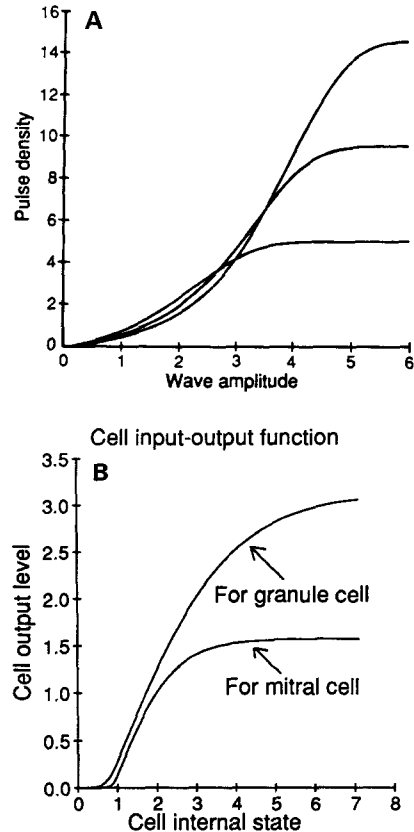 A
Pulse density
16
14
12
10
8
6
4
2
0
0 1 2 3 4 5 6
Wave amplitude
Cell input-output function
B
Cell output level
3.5
3.0
2.5
2.0
1.5
1.0
0.5
0.0
For granule cell
For mitral cell
0 1 2 3 4 5 6 7 8
Cell internal state